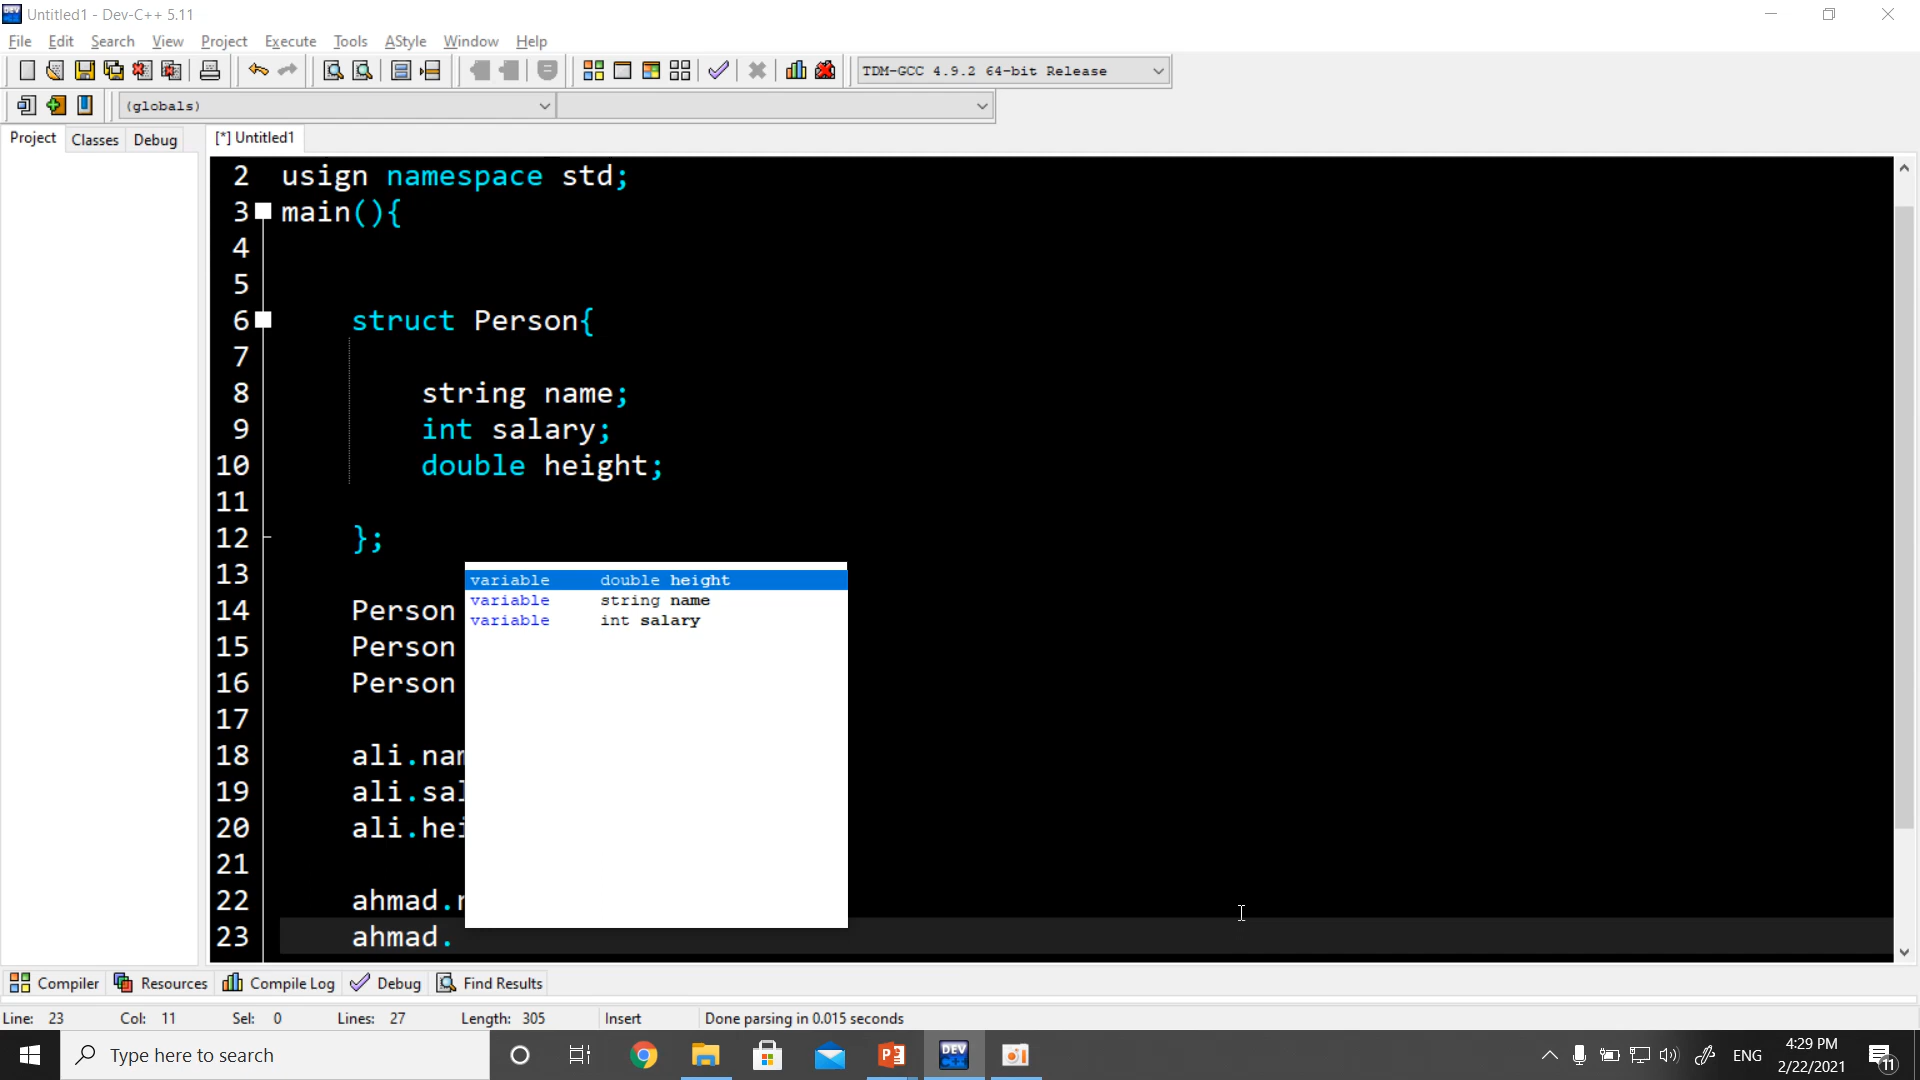 Untitled1 - Dev-C++ 5.11
File Edit Search View Project Execute Tools AStyle Window Help
TDM-GCC 4.9.2 64-bit Release
(globals)
Project Classes Debug [*] Untitled1
2 usign namespace std;
3 main(){
4
5
6 struct Person{
7
8 string name;
9 int salary;
10 double height;
11
12 };
13
variable double height
variable string name
variable int salary
14 Person
15 Person
16 Person
17
18 ali.nam
19 ali.sal
20 ali.hei
21
22 ahmad.n
23 ahmad.
Compiler Resources Compile Log Debug Find Results
Line: 23 Col: 11 Sel: 0 Lines: 27 Length: 305 Insert Done parsing in 0.015 seconds
Type here to search
DEV
ENG
4:29 PM
2/22/2021
11